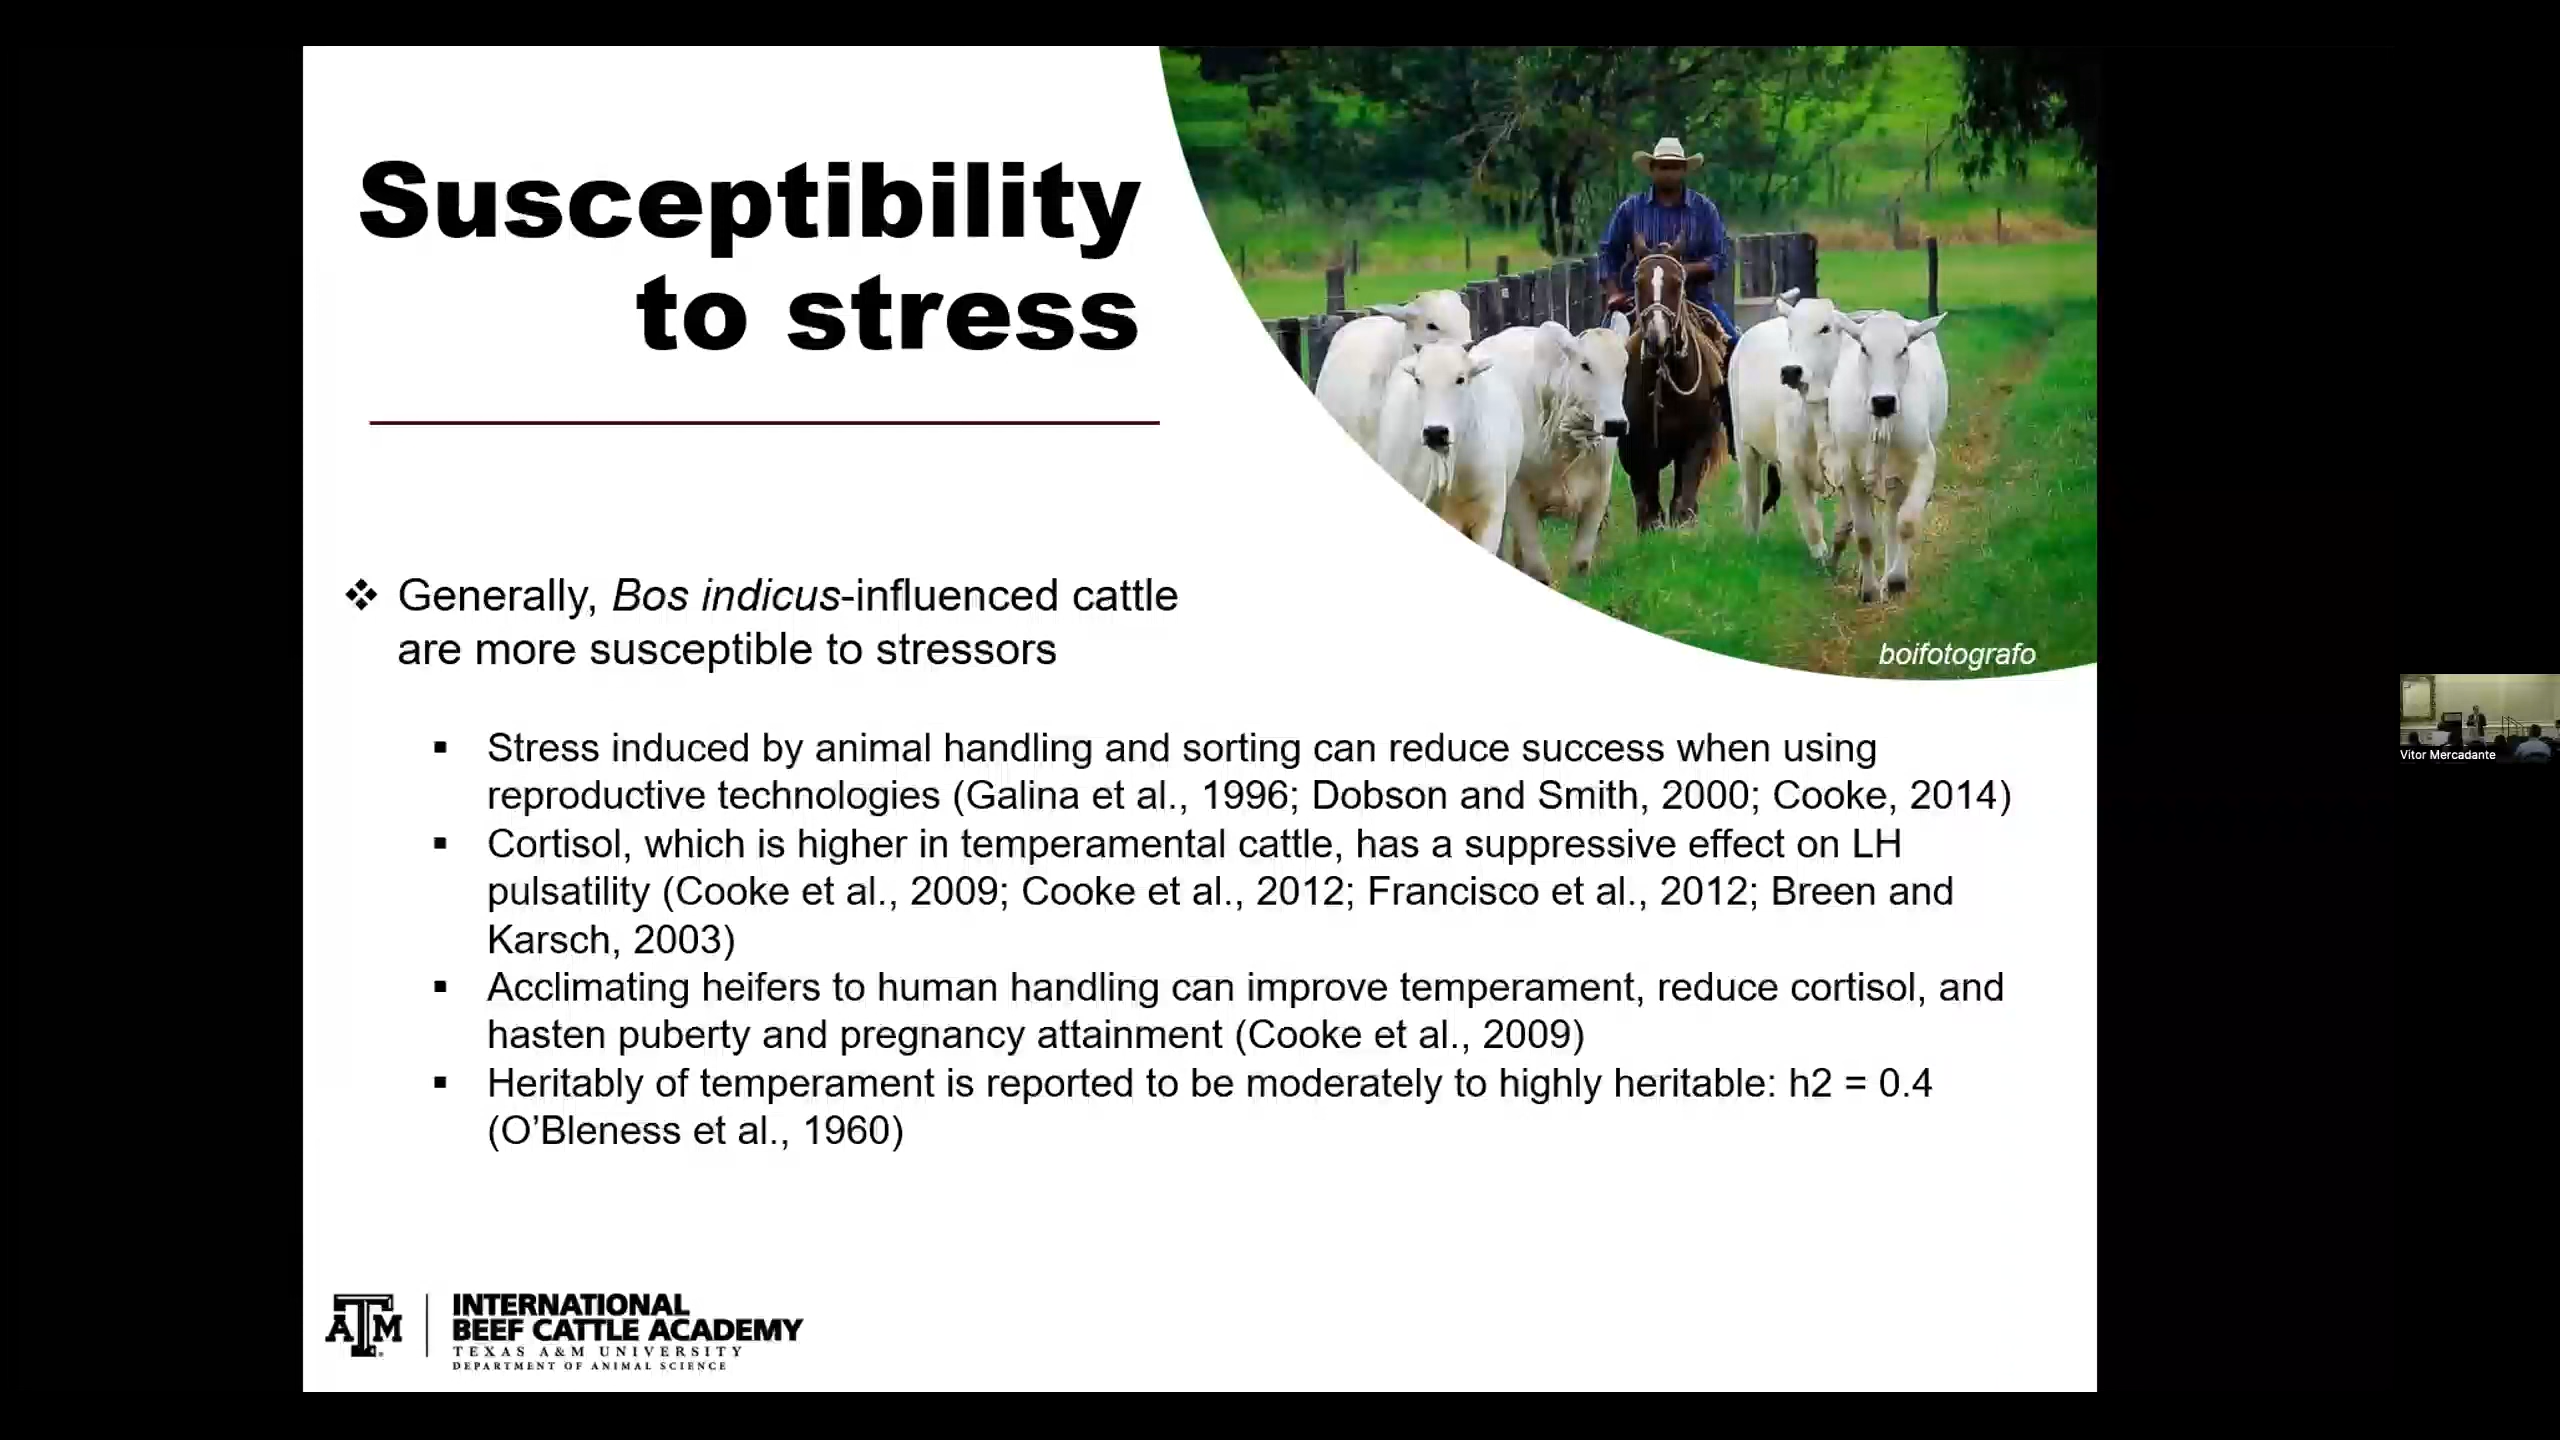 Susceptibility
to stress
boifotografo
❖ Generally, Bos indicus-influenced cattle
are more susceptible to stressors
▪ Stress induced by animal handling and sorting can reduce success when using
reproductive technologies (Galina et al., 1996; Dobson and Smith, 2000; Cooke, 2014)
▪ Cortisol, which is higher in temperamental cattle, has a suppressive effect on LH
pulsatility (Cooke et al., 2009; Cooke et al., 2012; Francisco et al., 2012; Breen and
Karsch, 2003)
▪ Acclimating heifers to human handling can improve temperament, reduce cortisol, and
hasten puberty and pregnancy attainment (Cooke et al., 2009)
▪ Heritably of temperament is reported to be moderately to highly heritable: h2 = 0.4
(O’Bleness et al., 1960)
ATM
INTERNATIONAL
BEEF CATTLE ACADEMY
TEXAS A&M UNIVERSITY
DEPARTMENT OF ANIMAL SCIENCE
Vitor Mercadante